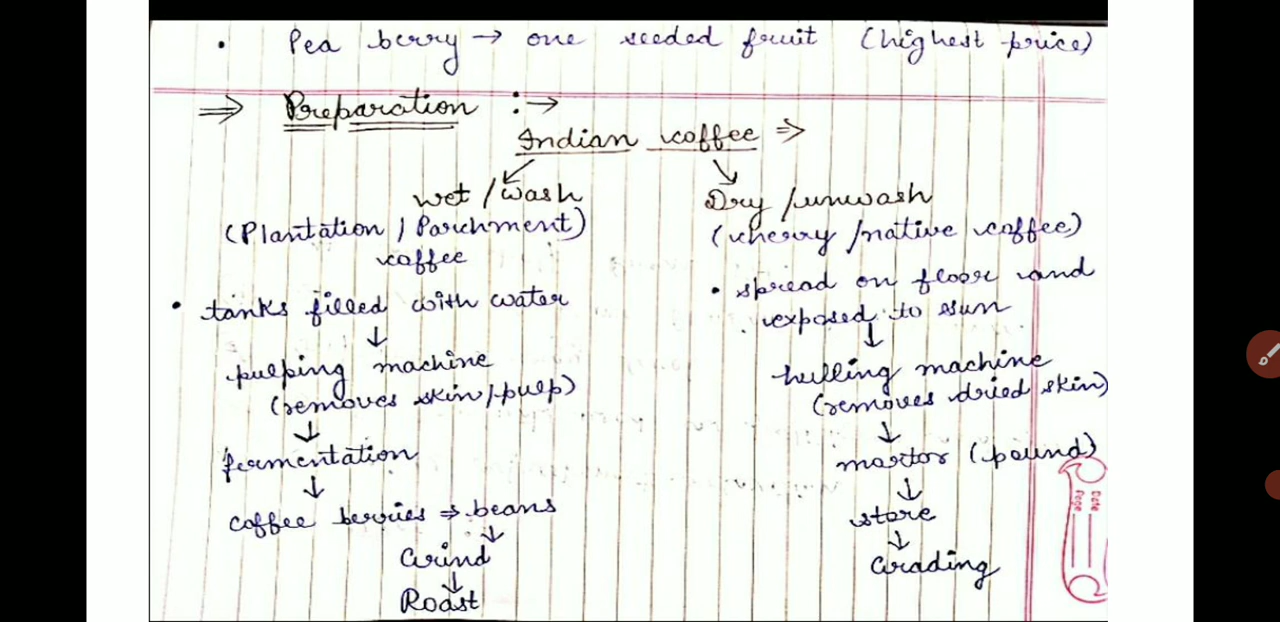 • Pea berry → one seeded fruit (highest price)
⇒ Preparation :→
Indian coffee ⇒
↙ ↘
Wet / Wash
(Plantation / Parchment)
coffee
• tanks filled with water
↓
pulping machine
(removes skin/pulp)
↓
fermentation
↓
coffee berries ⇒ beans
↓
Grind
↓
Roast
Dry /unwash
(cherry /native coffee)
• spread on floor and
exposed to sun
↓
hulling machine
(removes dried skin)
↓
mortor (pound)
↓
store
↓
Grading
Date
Page